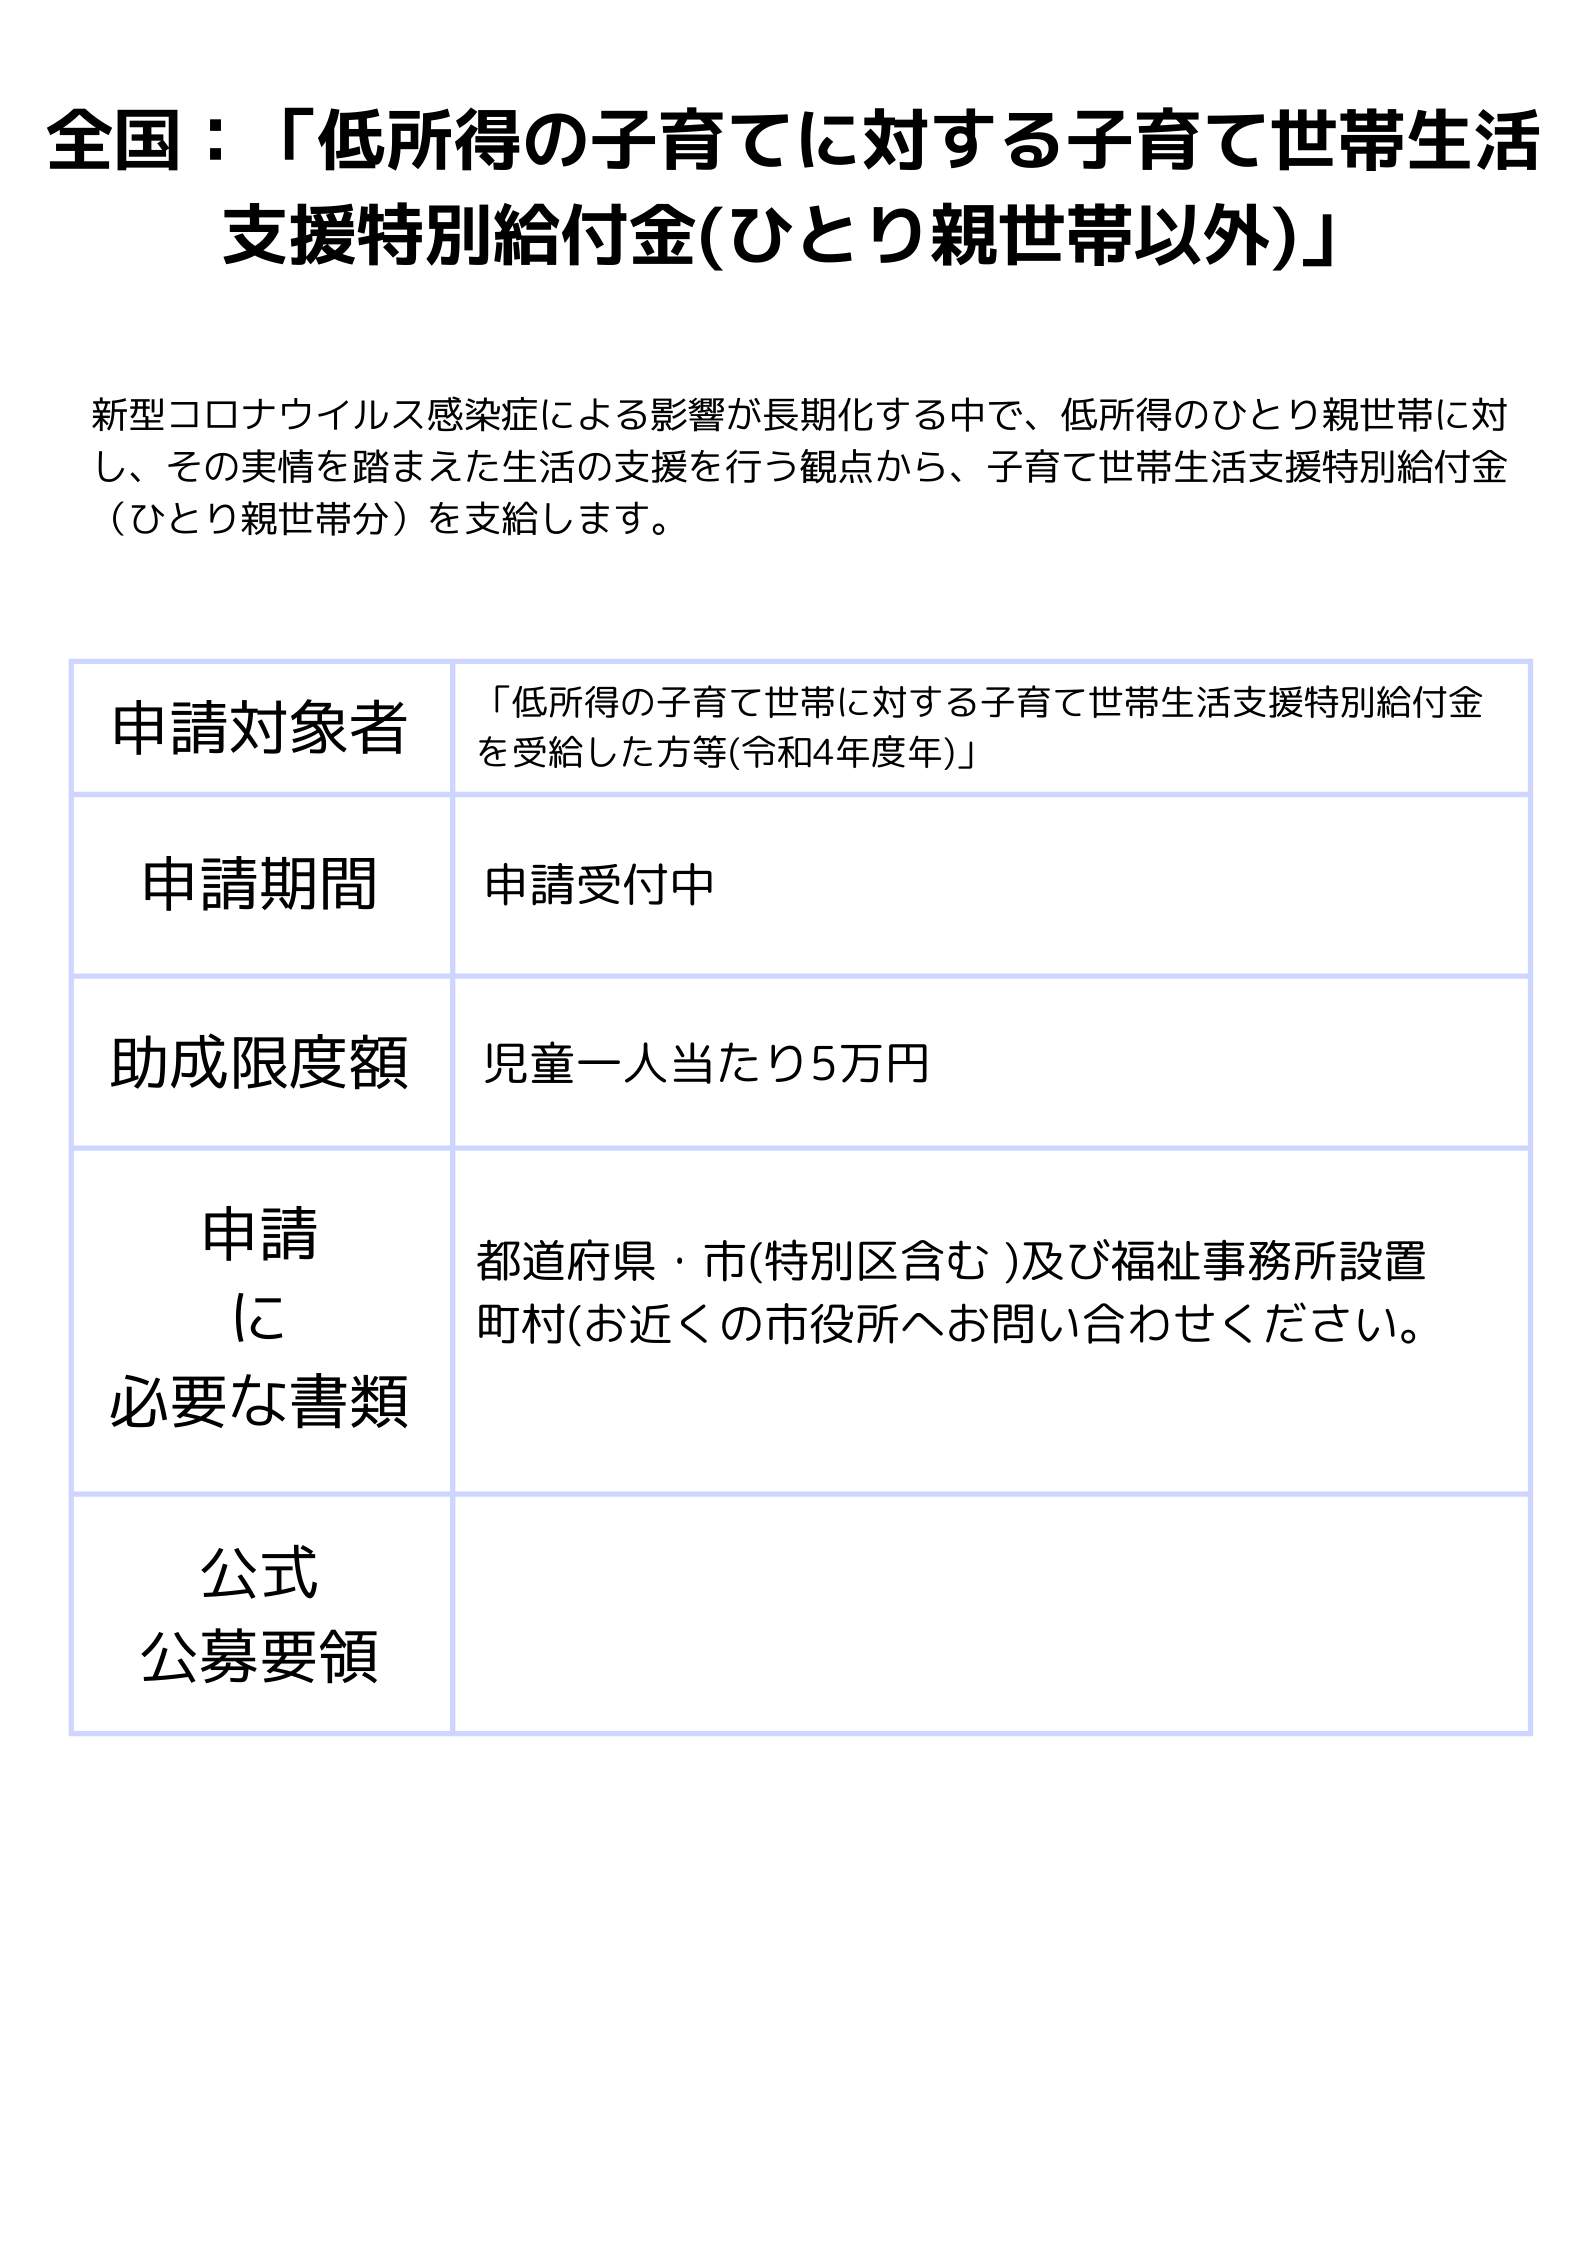 全国：「低所得の子育てに対する子育て世帯生活
支援特別給付金(ひとり親世帯以外)」
新型コロナウイルス感染症による影響が長期化する中で、低所得のひとり親世帯に対
し、その実情を踏まえた生活の支援を行う観点から、子育て世帯生活支援特別給付金
（ひとり親世帯分）を支給します。
申請対象者
「低所得の子育て世帯に対する子育て世帯生活支援特別給付金
を受給した方等(令和4年度年)」
申請期間
申請受付中
助成限度額
児童一人当たり5万円
申請
に
必要な書類
都道府県・市(特別区含む )及び福祉事務所設置
町村(お近くの市役所へお問い合わせください。
公式
公募要領